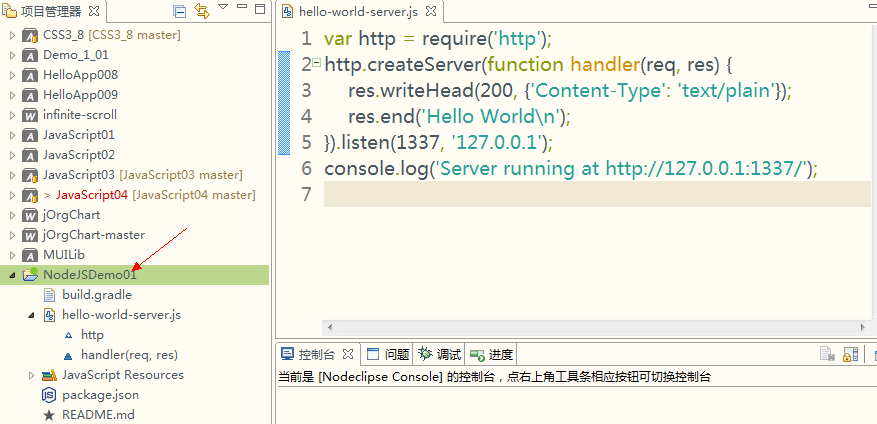 项目管理器
CSS3_8 [CSS3_8 master]
Demo_1_01
HelloApp008
HelloApp009
infinite-scroll
JavaScript01
JavaScript02
JavaScript03 [JavaScript03 master]
> JavaScript04 [JavaScript04 master]
jOrgChart
jOrgChart-master
MUILib
NodeJSDemo01
build.gradle
hello-world-server.js
http
handler(req, res)
JavaScript Resources
package.json
README.md
hello-world-server.js
1 var http = require('http');
2 http.createServer(function handler(req, res) {
3 res.writeHead(200, {'Content-Type': 'text/plain'});
4 res.end('Hello World\n');
5 }).listen(1337, '127.0.0.1');
6 console.log('Server running at http://127.0.0.1:1337/');
7
控制台 问题 调试 进度
当前是 [Nodeclipse Console] 的控制台，点右上角工具条相应按钮可切换控制台